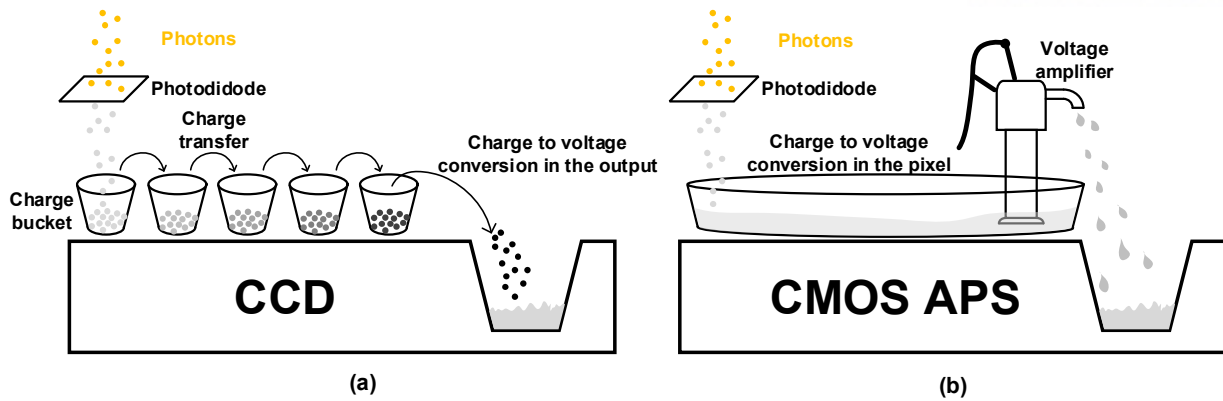 Photons
Photodidode
Charge
transfer
Charge to voltage
conversion in the output
Charge
bucket
CCD
(a)
Photons
Photodidode
Voltage
amplifier
Charge to voltage
conversion in the pixel
CMOS APS
(b)